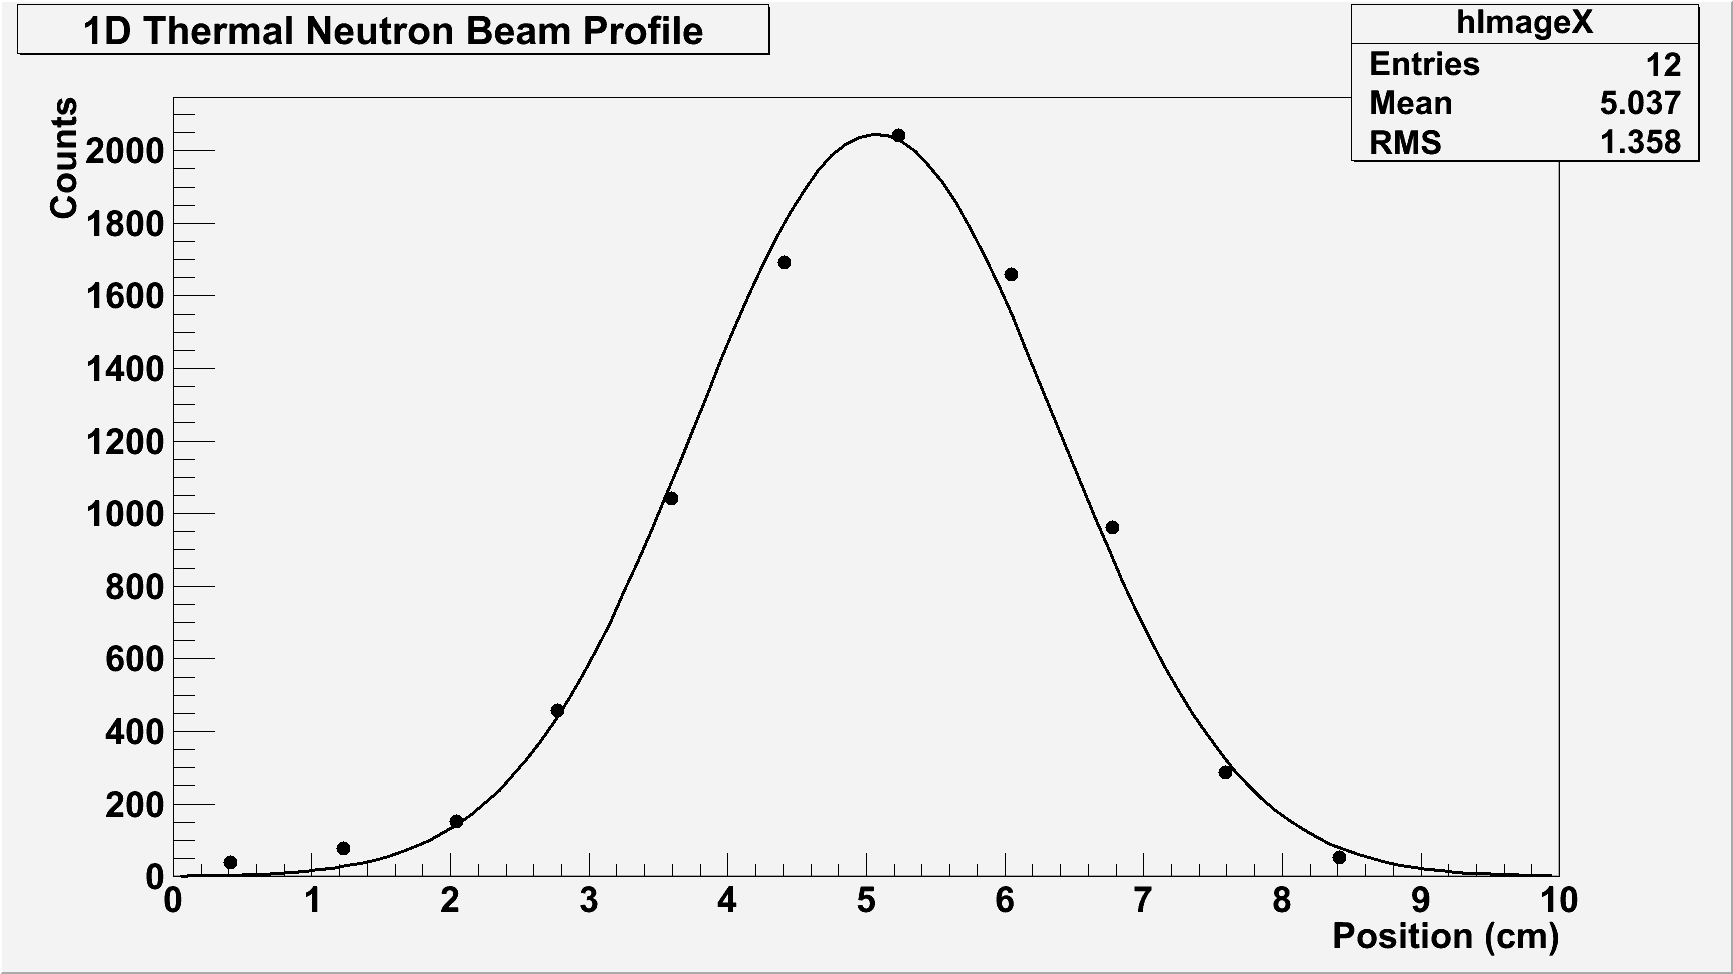 1D Thermal Neutron Beam Profile
hImageX
Entries 12
Mean 5.037
RMS 1.358
Counts
2000
1800
1600
1400
1200
1000
800
600
400
200
0
0 1 2 3 4 5 6 7 8 9 10
Position (cm)